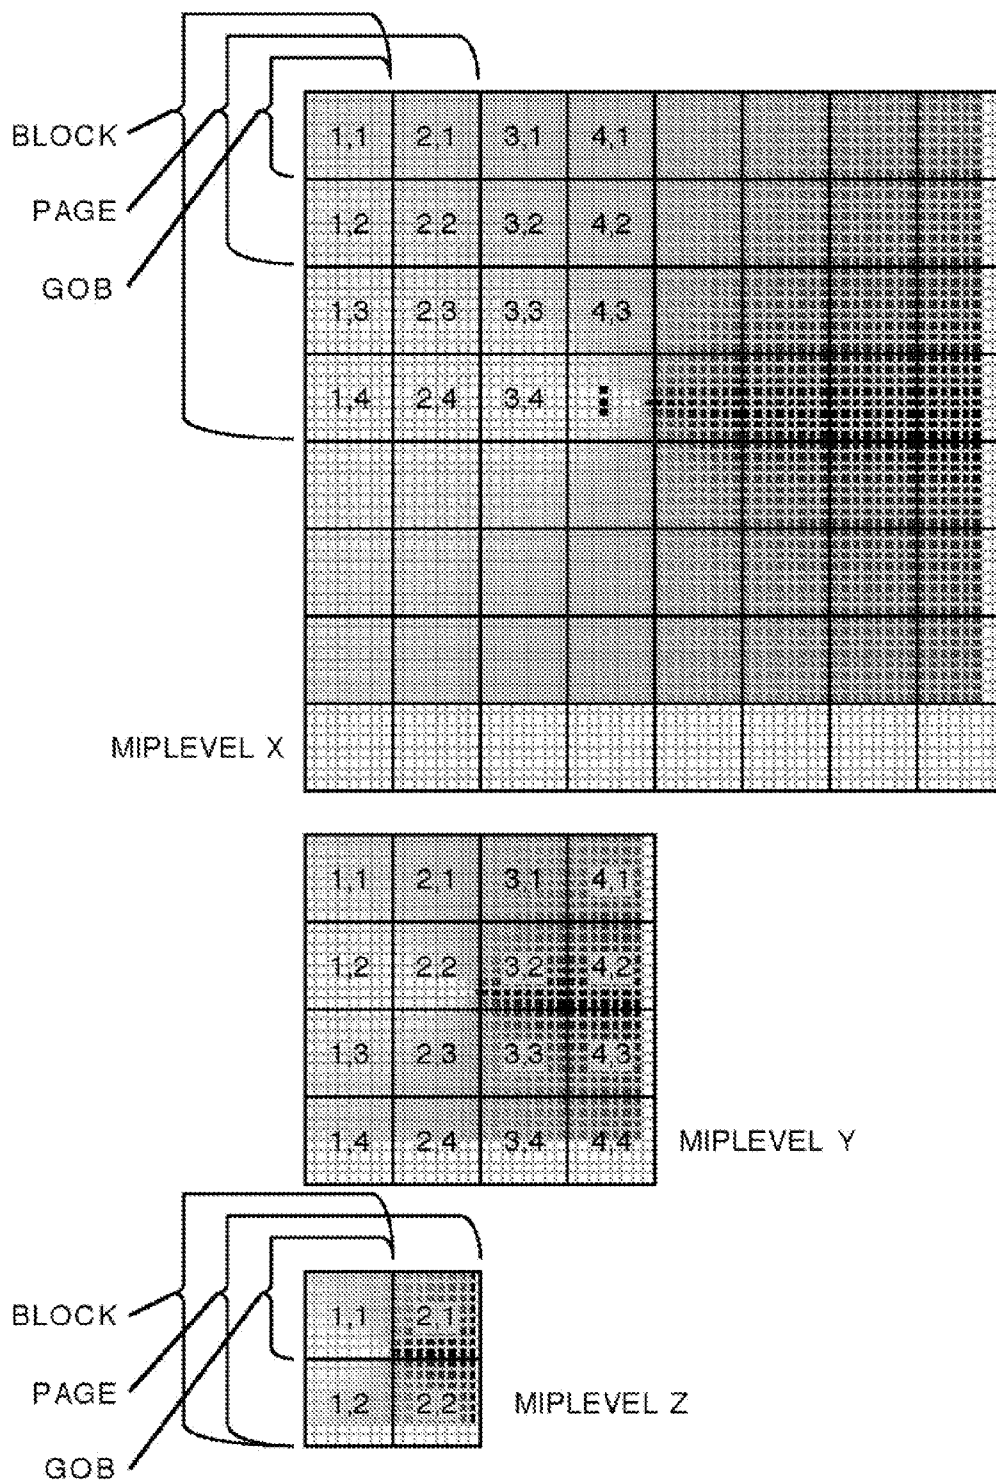 BLOCK
PAGE
GOB
1,1 2,1 3,1 4,1
1,2 2,2 3,2 4,2
1,3 2,3 3,3 4,3
1,4 2,4 3,4
MIPLEVEL X
1,1 2,1 3,1 4,1
1,2 2,2 3,2 4,2
1,3 2,3 3,3 4,3
1,4 2,4 3,4 4,4
MIPLEVEL Y
BLOCK
PAGE
GOB
1,1 2,1
1,2 2,2
MIPLEVEL Z